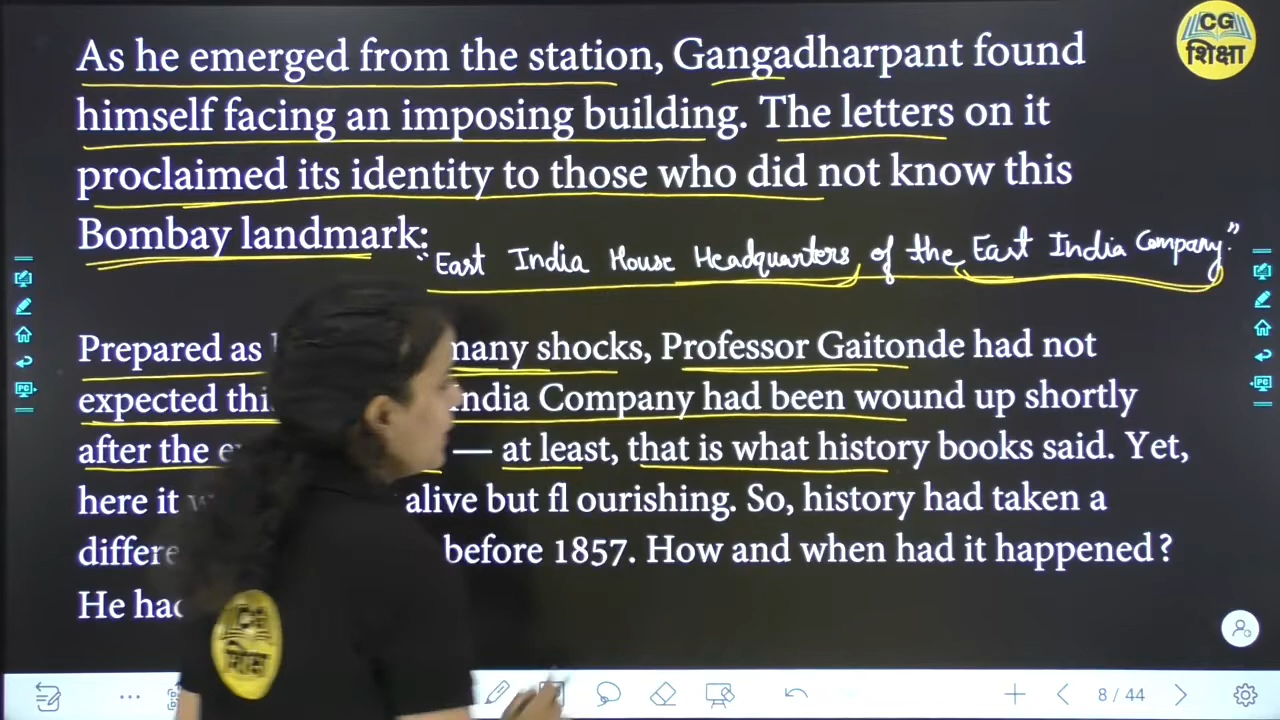 CG
शिक्षा
As he emerged from the station, Gangadharpant found
himself facing an imposing building. The letters on it
proclaimed its identity to those who did not know this
Bombay landmark:
"East India House Headquarters of the East India Company."
Prepared as many shocks, Professor Gaitonde had not
expected India Company had been wound up shortly
after the — at least, that is what history books said. Yet,
here it alive but fl ourishing. So, history had taken a
before 1857. How and when had it happened?
He had
CG
शिक्षा
8 / 44
PC
PC